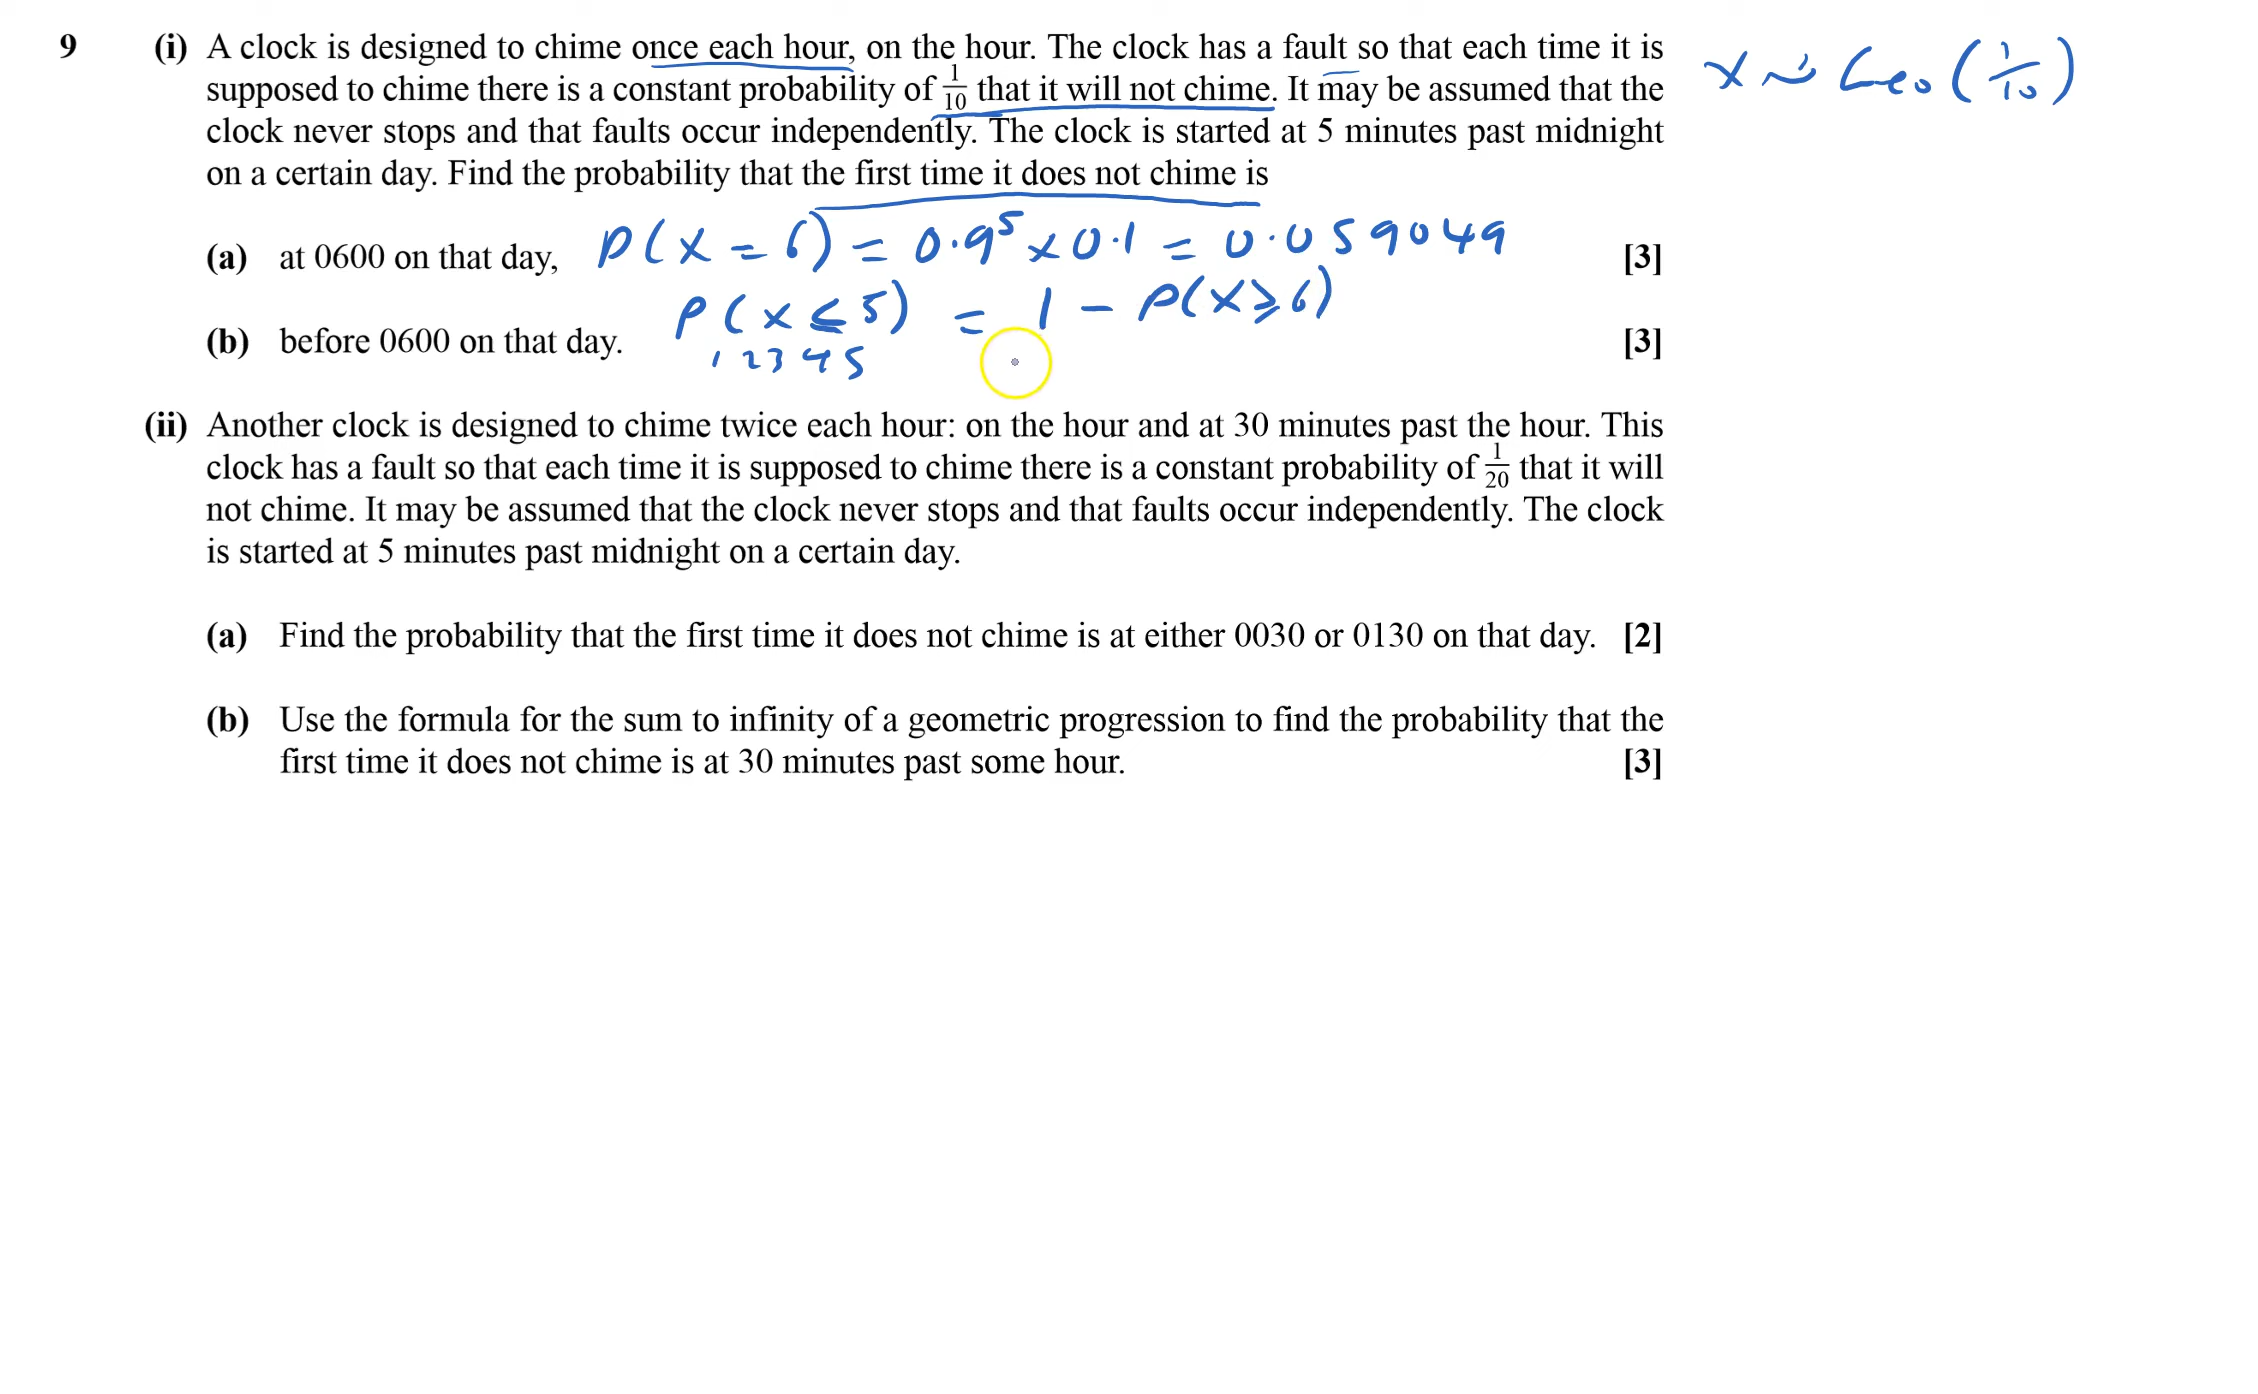 9 (i) A clock is designed to chime once each hour, on the hour. The clock has a fault so that each time it is
supposed to chime there is a constant probability of 1/10 that it will not chime. It may be assumed that the
clock never stops and that faults occur independently. The clock is started at 5 minutes past midnight
on a certain day. Find the probability that the first time it does not chime is
X ~ Geo (1/10)
(a) at 0600 on that day, P(X = 6) = 0.9⁵ × 0.1 = 0.059049 [3]
(b) before 0600 on that day. P(X ≤ 5) = 1 - P(X ≥ 6) [3]
1 2 3 4 5
(ii) Another clock is designed to chime twice each hour: on the hour and at 30 minutes past the hour. This
clock has a fault so that each time it is supposed to chime there is a constant probability of 1/20 that it will
not chime. It may be assumed that the clock never stops and that faults occur independently. The clock
is started at 5 minutes past midnight on a certain day.
(a) Find the probability that the first time it does not chime is at either 0030 or 0130 on that day. [2]
(b) Use the formula for the sum to infinity of a geometric progression to find the probability that the
first time it does not chime is at 30 minutes past some hour. [3]